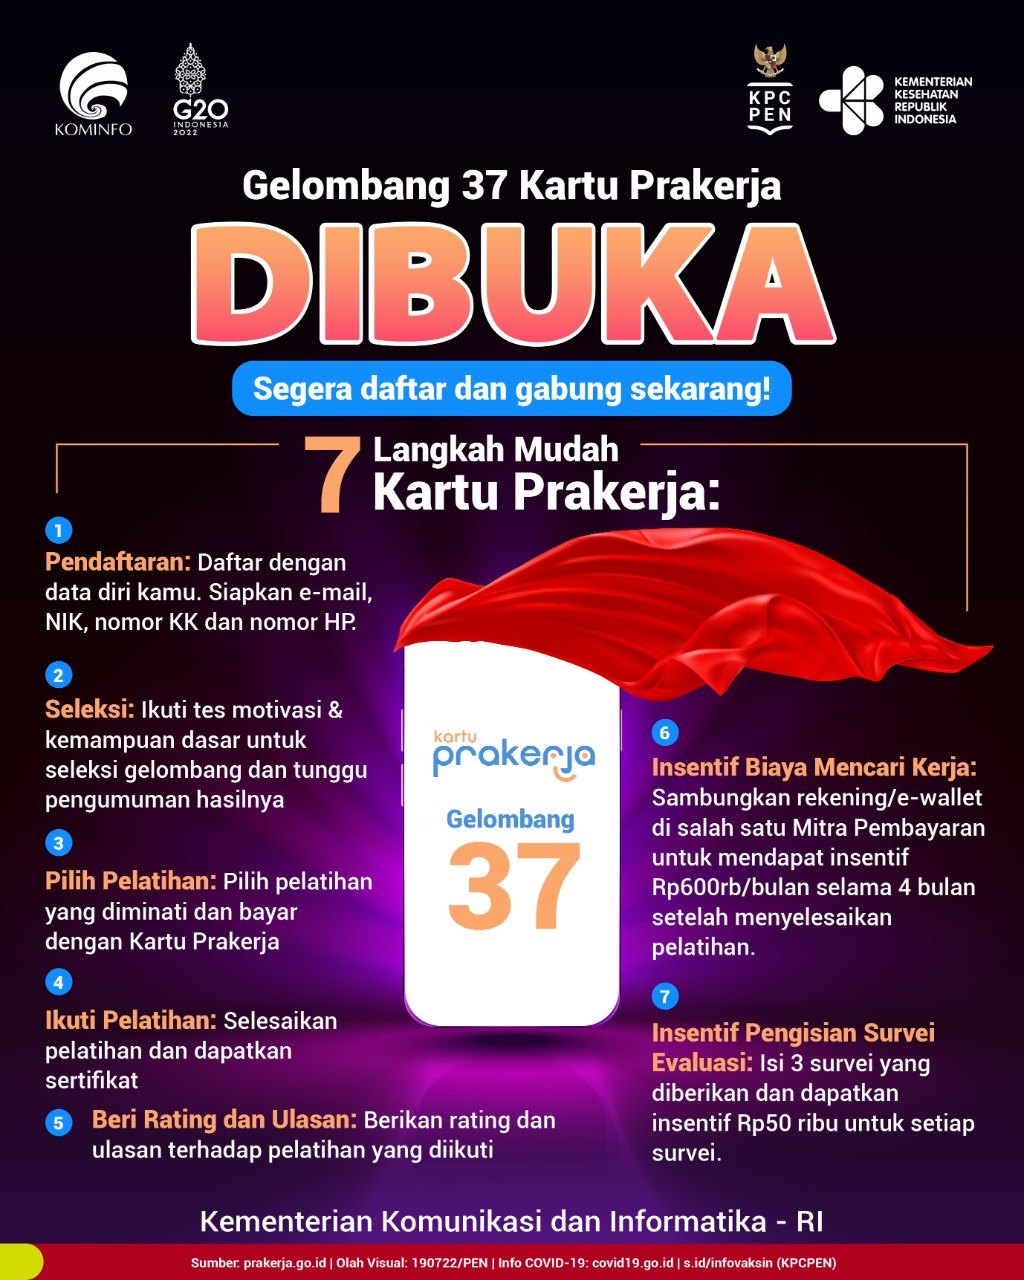 KOMINFO
G20
INDONESIA
2022
KPC
PEN
KEMENTERIAN
KESEHATAN
REPUBLIK
INDONESIA
Gelombang 37 Kartu Prakerja
DIBUKA
Segera daftar dan gabung sekarang!
7 Langkah Mudah
Kartu Prakerja:
1
Pendaftaran: Daftar dengan
data diri kamu. Siapkan e-mail,
NIK, nomor KK dan nomor HP.
2
Seleksi: Ikuti tes motivasi &
kemampuan dasar untuk
seleksi gelombang dan tunggu
pengumuman hasilnya
3
Pilih Pelatihan: Pilih pelatihan
yang diminati dan bayar
dengan Kartu Prakerja
4
Ikuti Pelatihan: Selesaikan
pelatihan dan dapatkan
sertifikat
5 Beri Rating dan Ulasan: Berikan rating dan
ulasan terhadap pelatihan yang diikuti
kartu
prakerja
Gelombang
37
6
Insentif Biaya Mencari Kerja:
Sambungkan rekening/e-wallet
di salah satu Mitra Pembayaran
untuk mendapat insentif
Rp600rb/bulan selama 4 bulan
setelah menyelesaikan
pelatihan.
7
Insentif Pengisian Survei
Evaluasi: Isi 3 survei yang
diberikan dan dapatkan
insentif Rp50 ribu untuk setiap
survei.
Kementerian Komunikasi dan Informatika - RI
Sumber: prakerja.go.id | Olah Visual: 190722/PEN | Info COVID-19: covid19.go.id | s.id/infovaksin (KPCPEN)